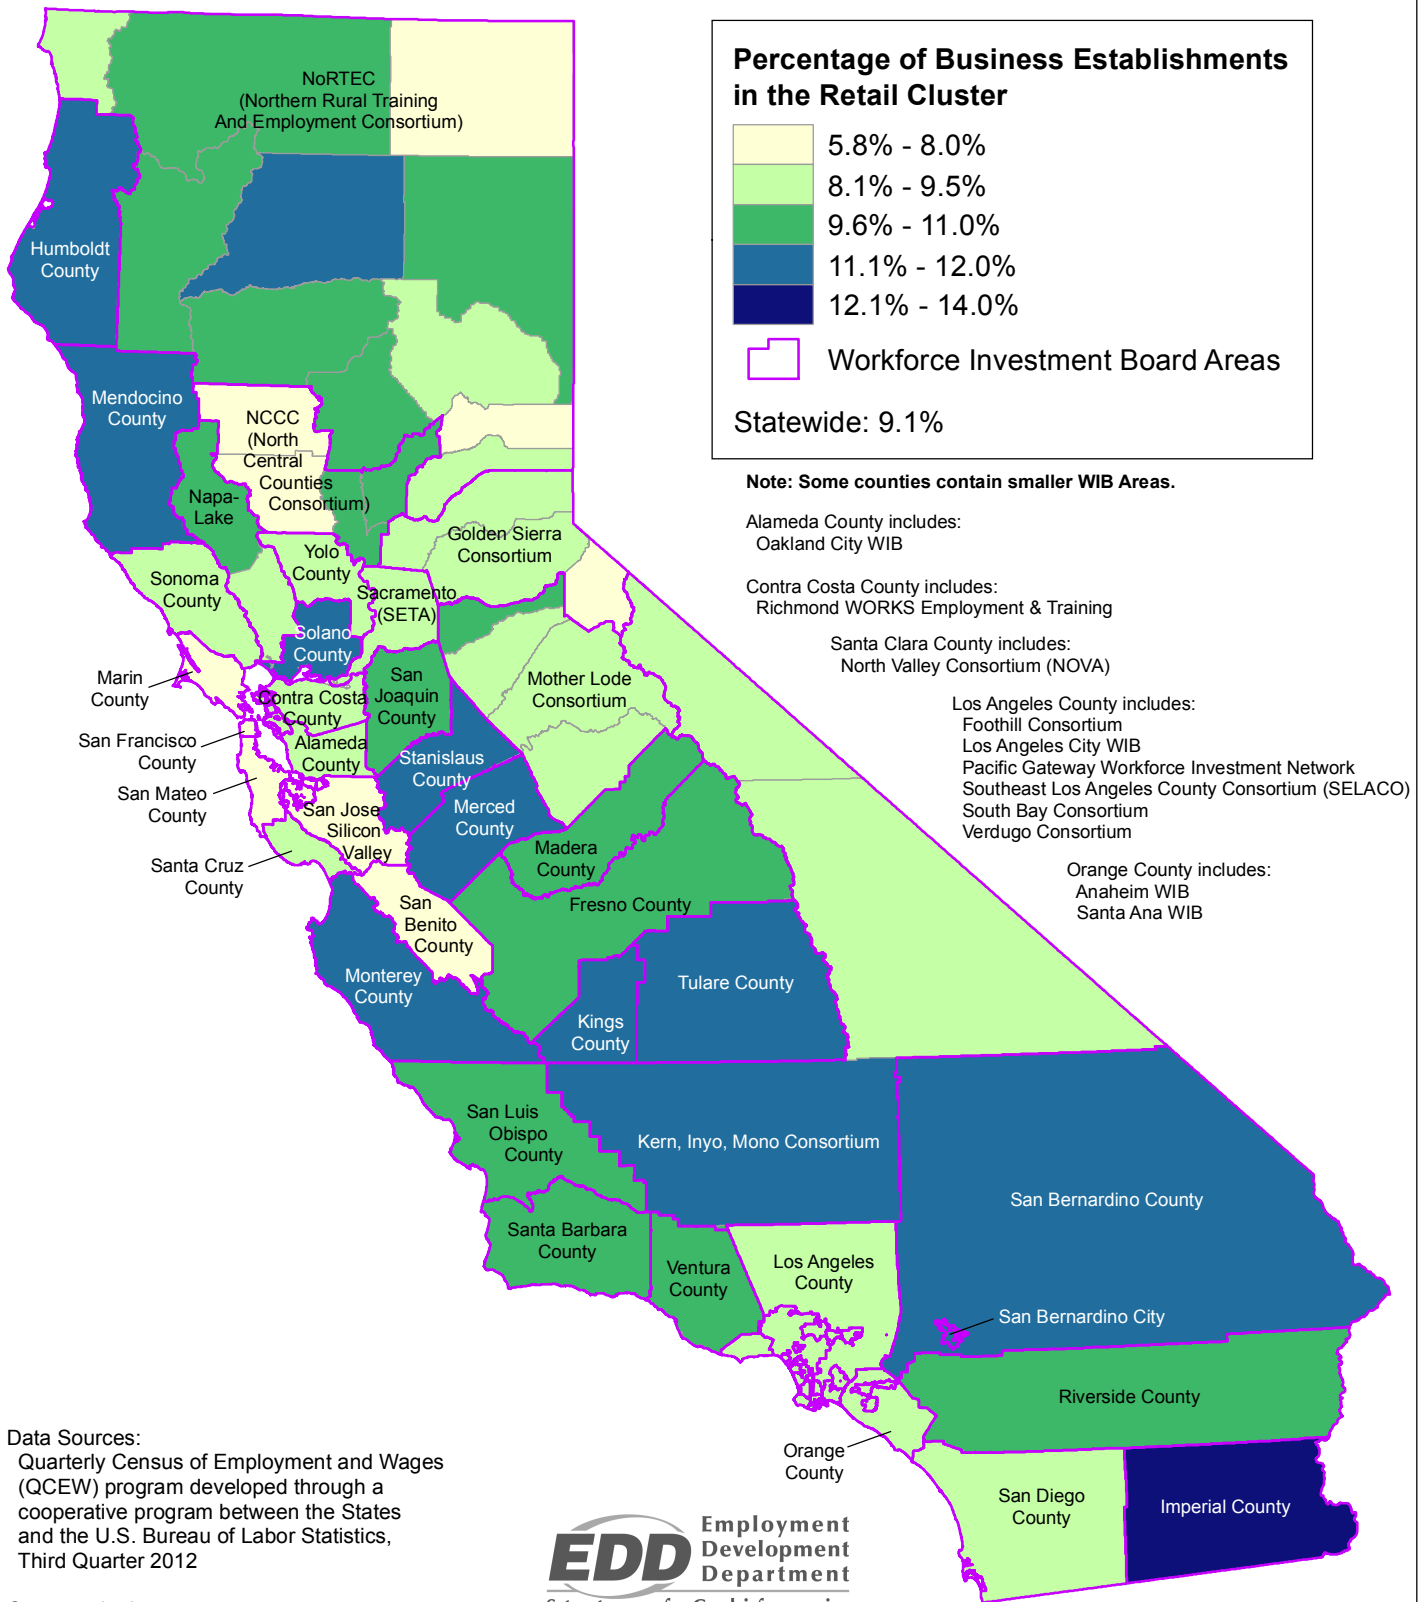 Percentage of Business Establishments
in the Retail Cluster
5.8% - 8.0%
8.1% - 9.5%
9.6% - 11.0%
11.1% - 12.0%
12.1% - 14.0%
Workforce Investment Board Areas
Statewide: 9.1%
Note: Some counties contain smaller WIB Areas.
Alameda County includes:
Oakland City WIB
Contra Costa County includes:
Richmond WORKS Employment & Training
Santa Clara County includes:
North Valley Consortium (NOVA)
Los Angeles County includes:
Foothill Consortium
Los Angeles City WIB
Pacific Gateway Workforce Investment Network
Southeast Los Angeles County Consortium (SELACO)
South Bay Consortium
Verdugo Consortium
Orange County includes:
Anaheim WIB
Santa Ana WIB
NoRTEC
(Northern Rural Training
And Employment Consortium)
Humboldt
County
Mendocino
County
NCCC
(North
Central
Counties
Consortium)
Napa-
Lake
Golden Sierra
Consortium
Yolo
County
Sonoma
County
Sacramento
(SETA)
Solano
County
Marin
County
San
Joaquin
County
Mother Lode
Consortium
Contra Costa
County
San Francisco
County
Alameda
County
Stanislaus
County
San Mateo
County
San Jose
Silicon
Valley
Merced
County
Santa Cruz
County
Madera
County
San
Benito
County
Fresno County
Monterey
County
Tulare County
Kings
County
San Luis
Obispo
County
Kern, Inyo, Mono Consortium
San Bernardino County
Santa Barbara
County
Ventura
County
Los Angeles
County
San Bernardino City
Riverside County
Orange
County
San Diego
County
Imperial County
Data Sources:
Quarterly Census of Employment and Wages
(QCEW) program developed through a
cooperative program between the States
and the U.S. Bureau of Labor Statistics,
Third Quarter 2012
EDD
Employment
Development
Department